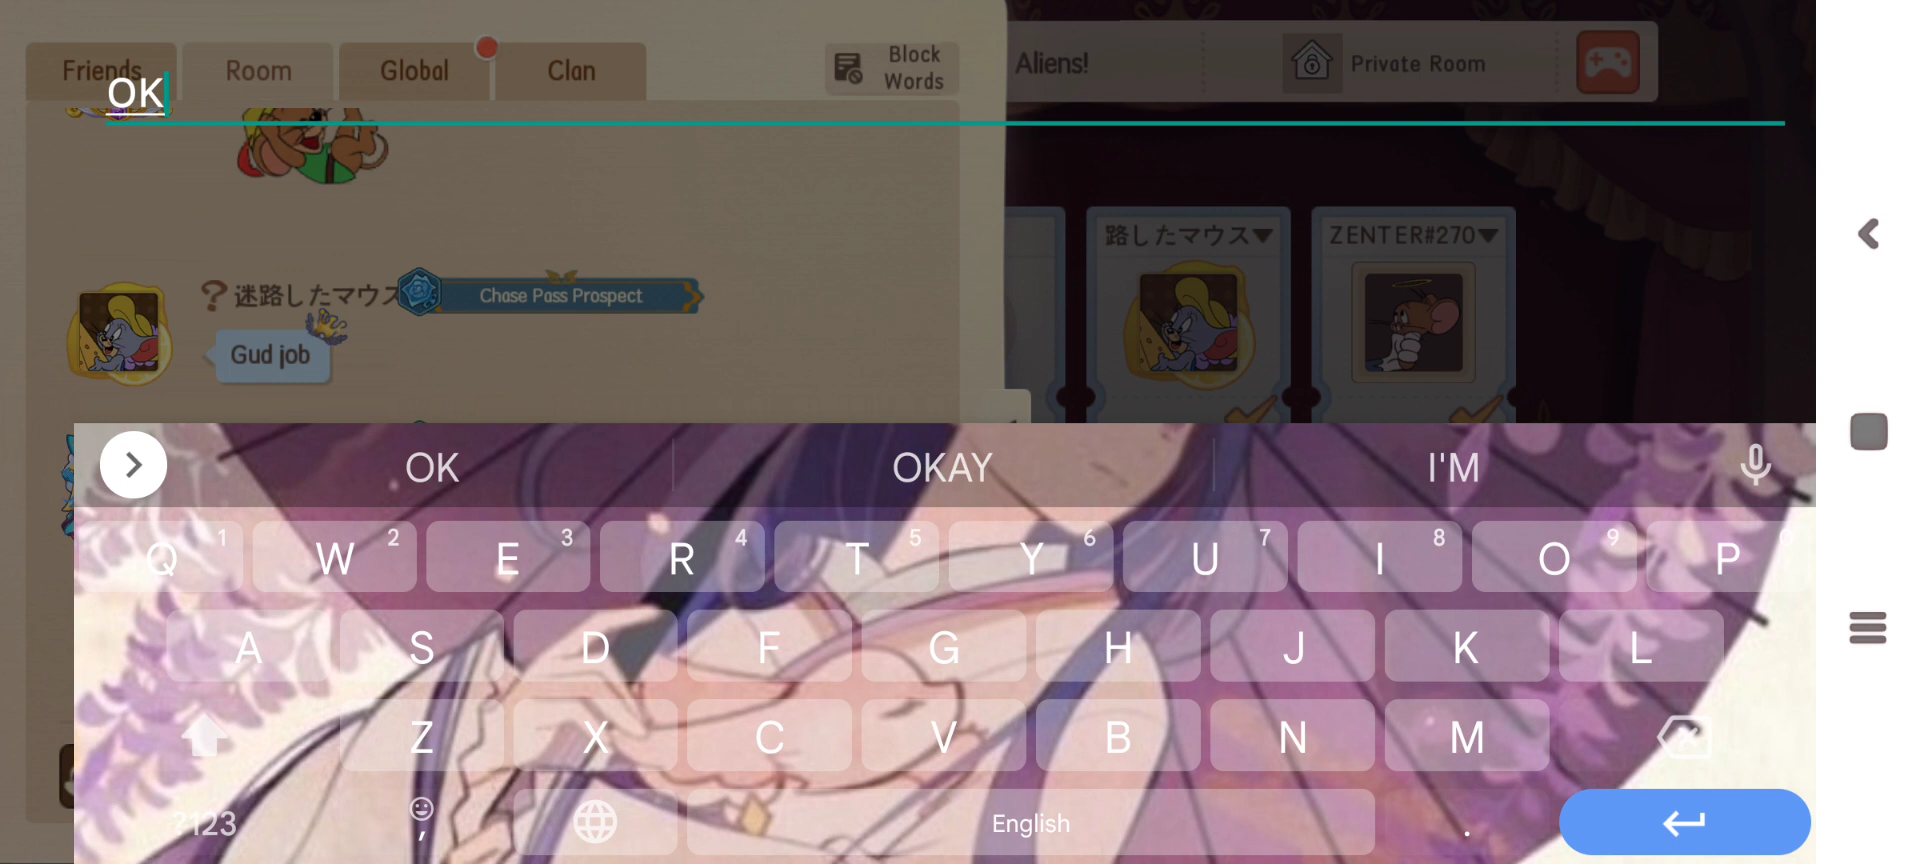 Friends
Room
Global
Clan
Block
Words
OK
Aliens!
Private Room
路したマウス
ZENTER#270
迷路したマウス
Chase Pass Prospect
Gud job
OK
OKAY
I'M
Q 1 W 2 E 3 R 4 T 5 Y 6 U 7 I 8 O 9 P 0
A S D F G H J K L
Z X C V B N M
?123
,
English
.